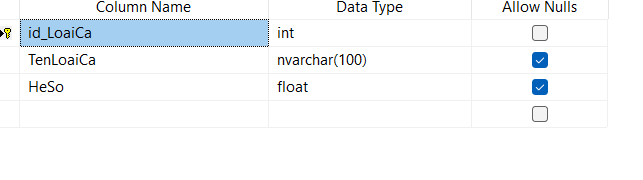 Column Name Data Type Allow Nulls
id_LoaiCa int
TenLoaiCa nvarchar(100)
HeSo float